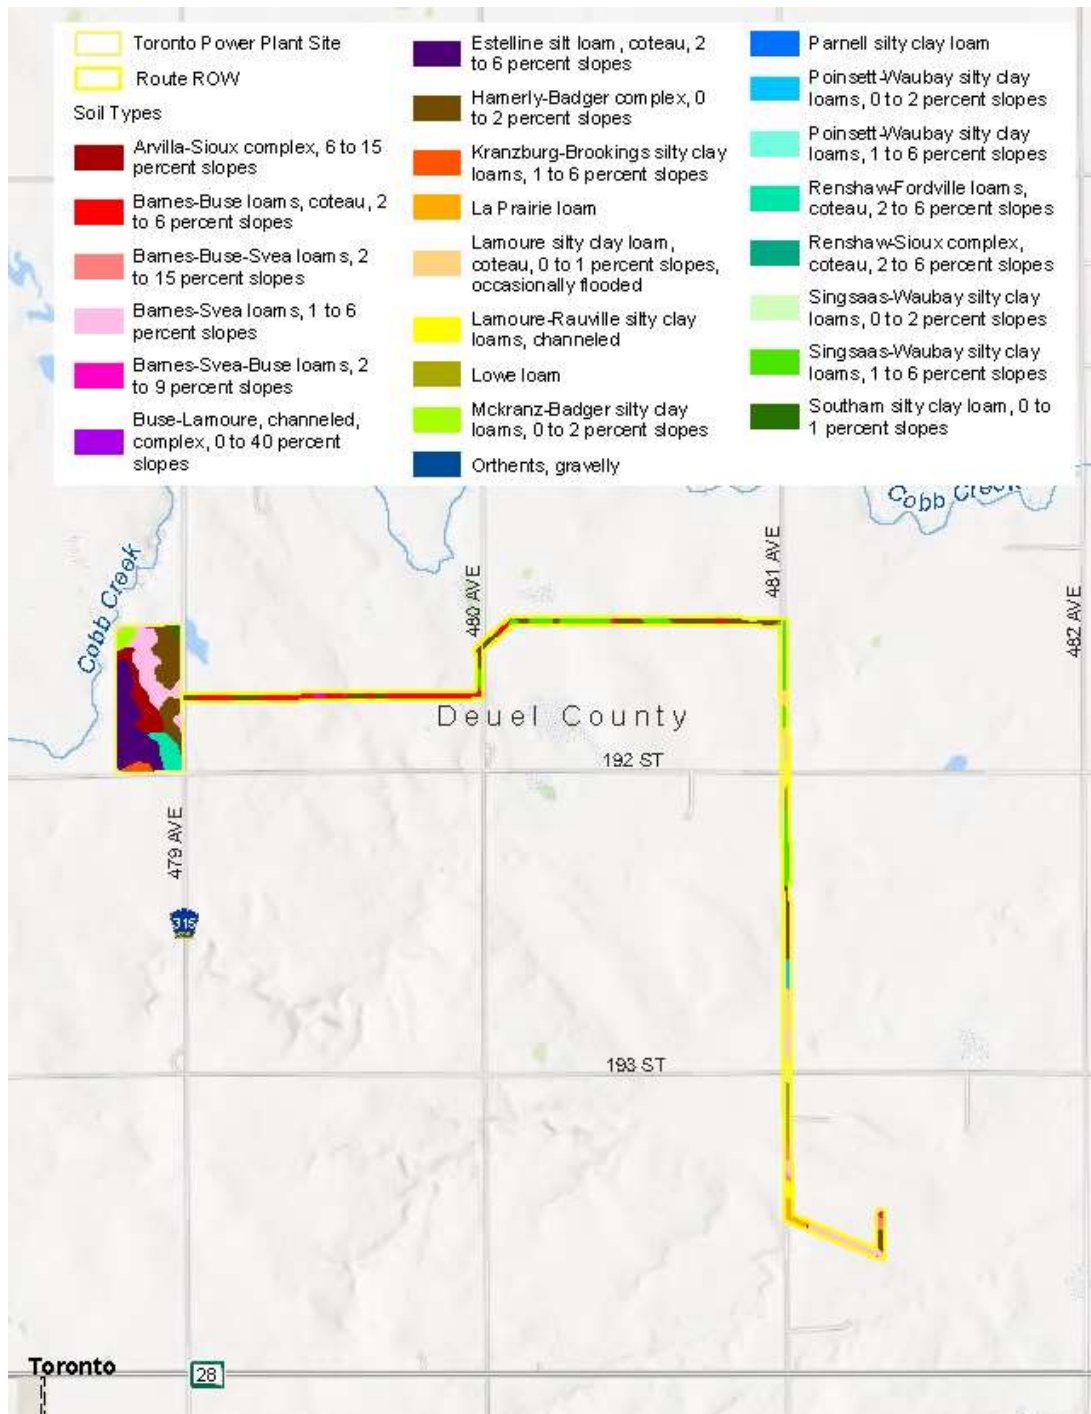 Toronto Power Plant Site
Route ROW
Soil Types
Arvilla-Sioux complex, 6 to 15
percent slopes
Barnes-Buse loams, coteau, 2
to 6 percent slopes
Barnes-Buse-Svea loams, 2
to 15 percent slopes
Barnes-Svea loams, 1 to 6
percent slopes
Barnes-Svea-Buse loams, 2
to 9 percent slopes
Buse-Lamoure, channeled,
complex, 0 to 40 percent
slopes
Estelline silt loam, coteau, 2
to 6 percent slopes
Hamerly-Badger complex, 0
to 2 percent slopes
Kranzburg-Brookings silty clay
loams, 1 to 6 percent slopes
La Prairie loam
Lamoure silty clay loam,
coteau, 0 to 1 percent slopes,
occasionally flooded
Lamoure-Rauville silty clay
loams, channeled
Lowe loam
Mckranz-Badger silty clay
loams, 0 to 2 percent slopes
Orthents, gravelly
Parnell silty clay loam
Poinsett-Waubay silty clay
loams, 0 to 2 percent slopes
Poinsett-Waubay silty clay
loams, 1 to 6 percent slopes
Renshaw-Fordville loams,
coteau, 2 to 6 percent slopes
Renshaw-Sioux complex,
coteau, 2 to 6 percent slopes
Singsaas-Waubay silty clay
loams, 0 to 2 percent slopes
Singsaas-Waubay silty clay
loams, 1 to 6 percent slopes
Southam silty clay loam, 0 to
1 percent slopes
Cobb Creek
Cobb Creek
480 AVE
481 AVE
482 AVE
Deuel County
192 ST
479 AVE
315
193 ST
Toronto
28